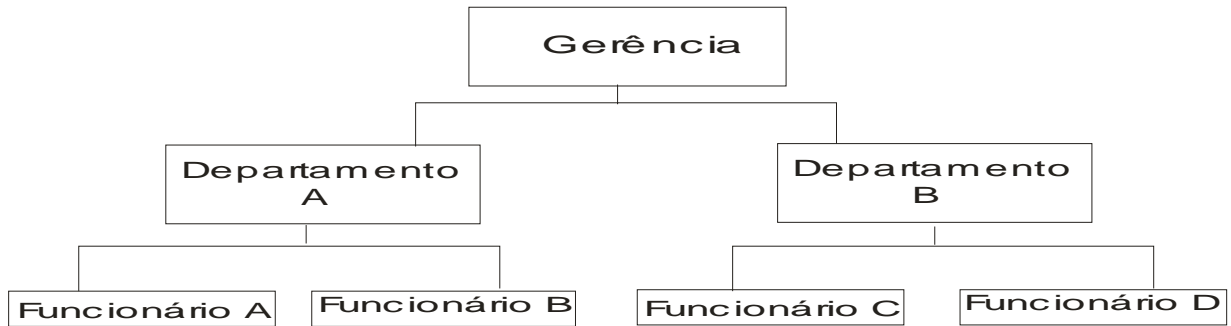 Gerência
Departamento
A
Departamento
B
Funcionário A
Funcionário B
Funcionário C
Funcionário D